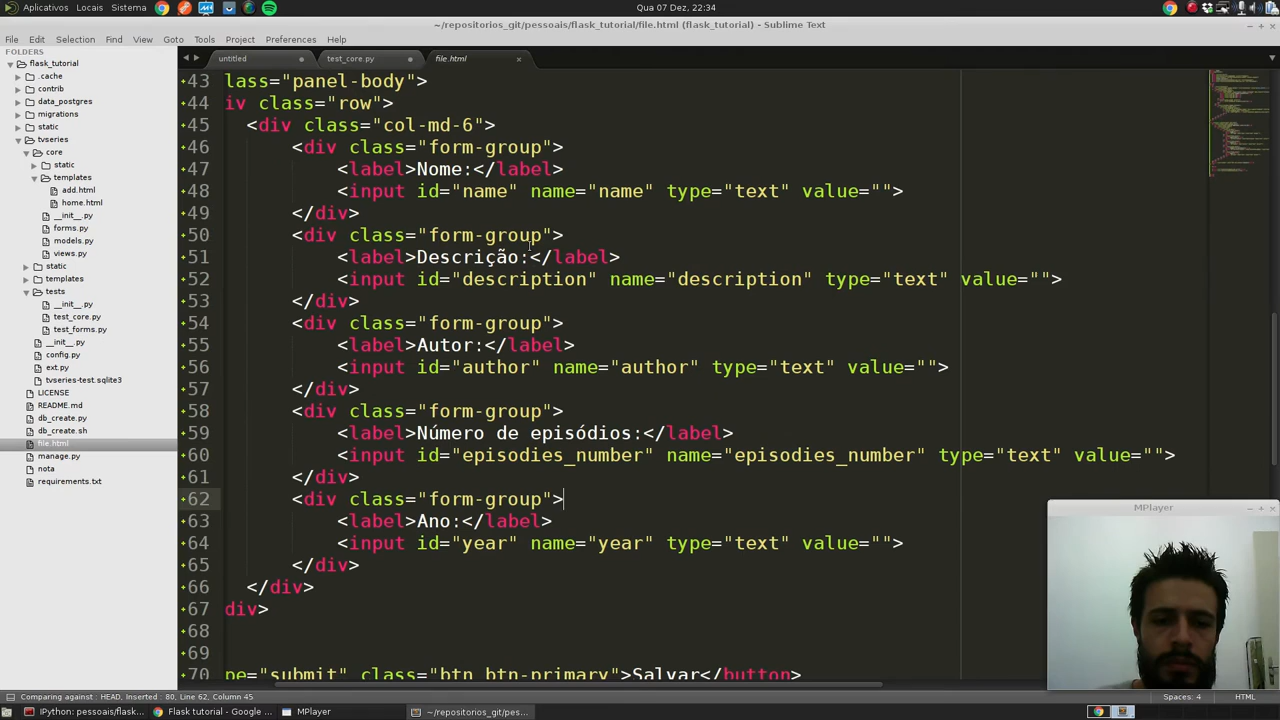 Aplicativos Locais Sistema Qua 07 Dez, 22:34
~/repositorios_git/pessoais/flask_tutorial/file.html (flask_tutorial) - Sublime Text
File Edit Selection Find View Goto Tools Project Preferences Help
FOLDERS
flask_tutorial
.cache
contrib
data_postgres
migrations
static
tvseries
core
static
templates
add.html
home.html
__init__.py
forms.py
models.py
views.py
static
templates
tests
__init__.py
test_core.py
test_forms.py
__init__.py
config.py
ext.py
tvseries-test.sqlite3
LICENSE
README.md
db_create.py
db_create.sh
file.html
manage.py
nota
requirements.txt
untitled test_core.py file.html
43 lass="panel-body">
44 iv class="row">
45 <div class="col-md-6">
46 <div class="form-group">
47 <label>Nome:</label>
48 <input id="name" name="name" type="text" value="">
49 </div>
50 <div class="form-group">
51 <label>Descrição:</label>
52 <input id="description" name="description" type="text" value="">
53 </div>
54 <div class="form-group">
55 <label>Autor:</label>
56 <input id="author" name="author" type="text" value="">
57 </div>
58 <div class="form-group">
59 <label>Número de episódios:</label>
60 <input id="episodies_number" name="episodies_number" type="text" value="">
61 </div>
62 <div class="form-group">
63 <label>Ano:</label>
64 <input id="year" name="year" type="text" value="">
65 </div>
66 </div>
67 div>
68
69
70 pe="submit" class="btn btn-primary">Salvar</button>
MPlayer
Comparing against : HEAD, Inserted : 80, Line 62, Column 45 Spaces: 4 HTML
IPython: pessoais/flask... Flask tutorial - Google ... MPlayer ~/repositorios_git/pes...